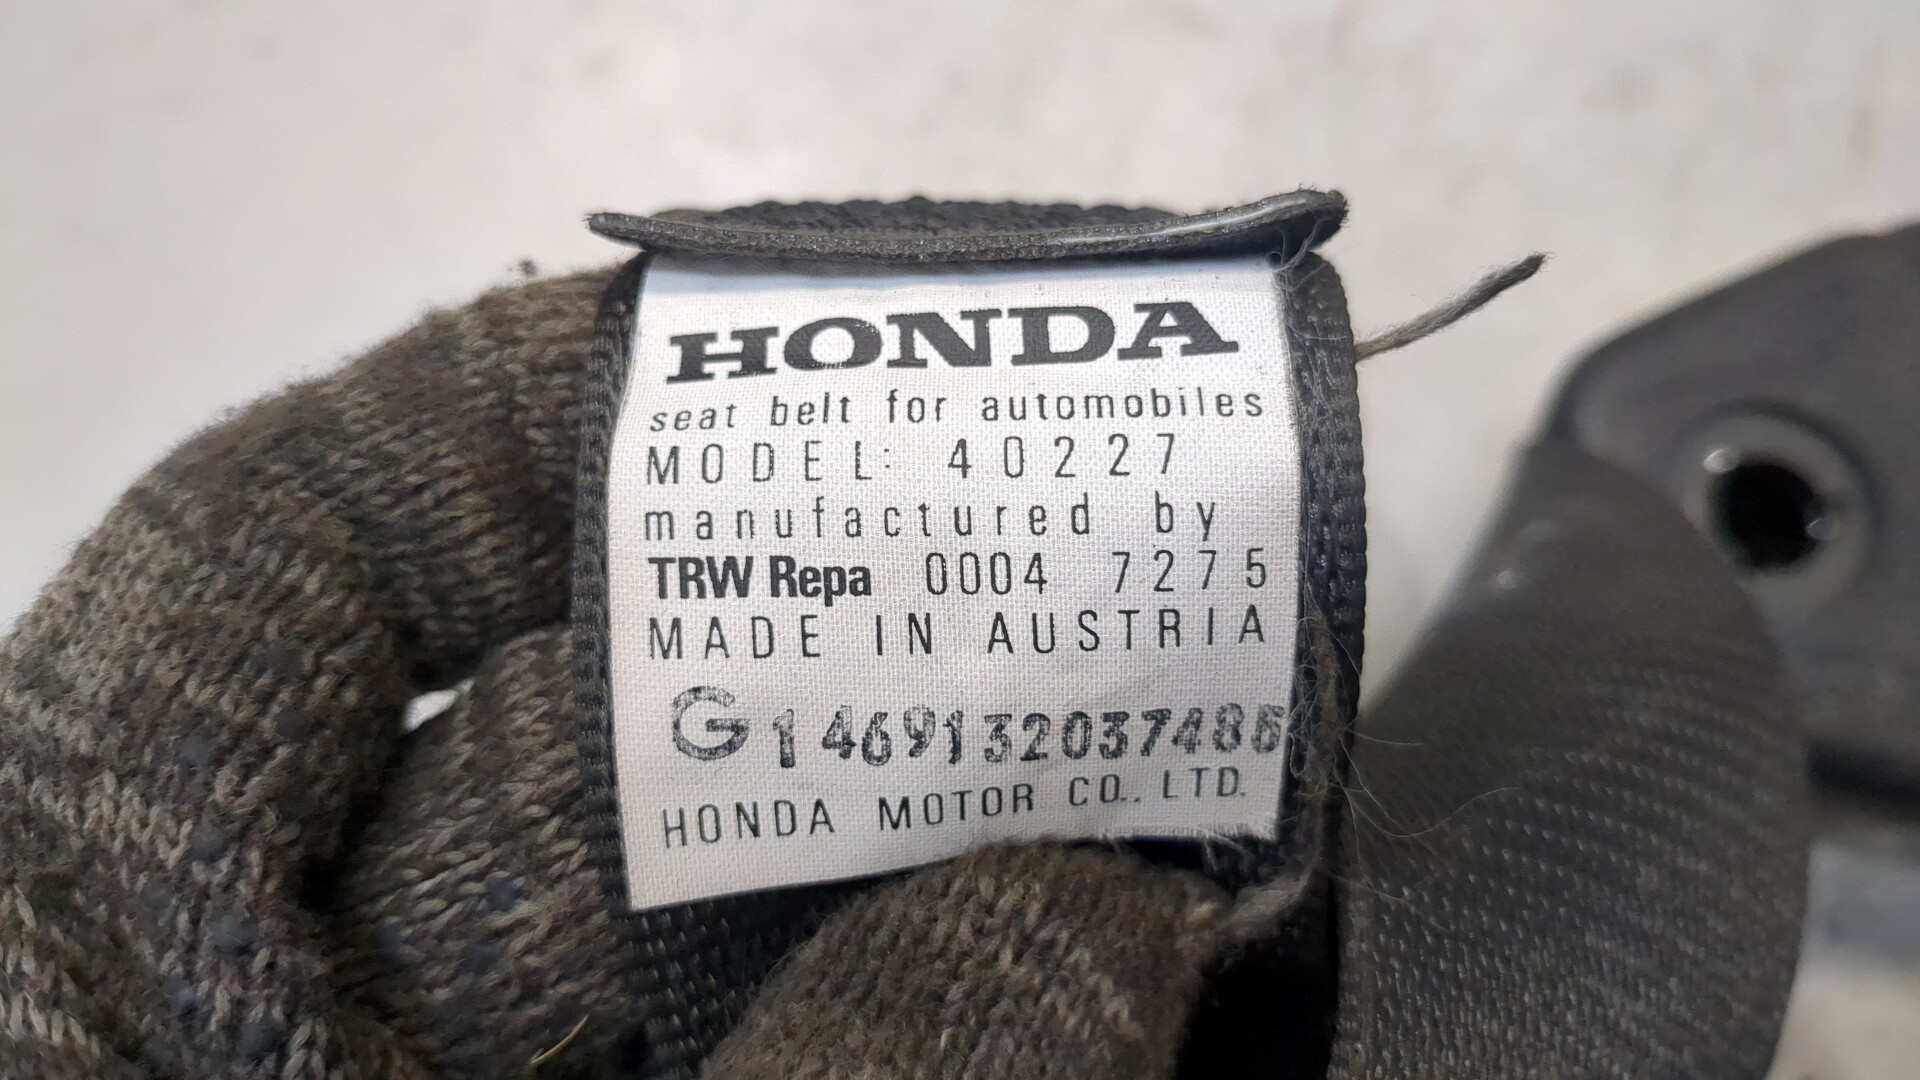 HONDA
seat belt for automobiles
MODEL: 40227
manufactured by
TRW Repa 0004 7275
MADE IN AUSTRIA
HONDA MOTOR CO., LTD.